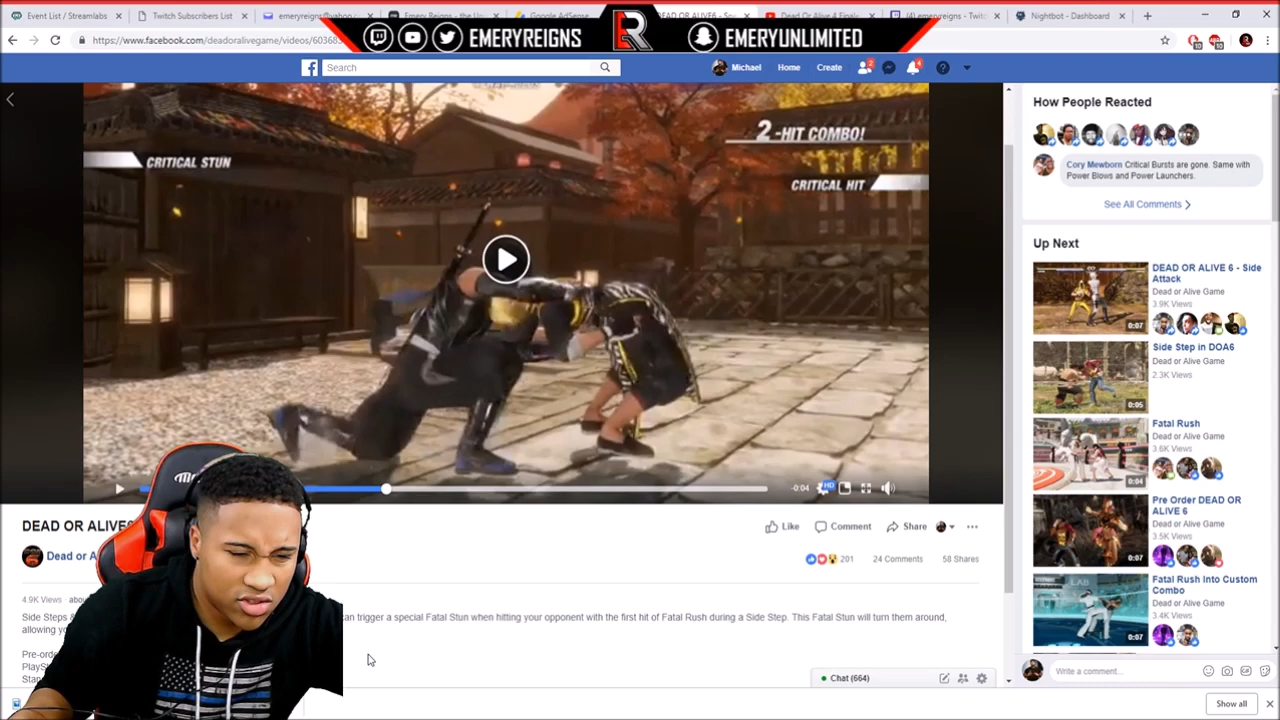 Event List / Streamlabs
Twitch Subscribers List
emeryreigns@yahoo
Emery Reigns - the U
Google AdSense
DEAD OR ALIVE6 - S
Dead Or Alive 4 Final
(4) emeryreigns - Twit
Nightbot - Dashboard
https://www.facebook.com/deadoralivegame/videos/60368
EMERYREIGNS
EMERYUNLIMITED
Search
Michael
Home
Create
2
4
2-HIT COMBO!
CRITICAL STUN
CRITICAL HIT
-0:04
HD
DEAD OR ALIVE6
Like
Comment
Share
Dead or A
201
24 Comments
58 Shares
4.9K Views
Side Steps
can trigger a special Fatal Stun when hitting your opponent with the first hit of Fatal Rush during a Side Step. This Fatal Stun will turn them around,
allowing yo
Pre-orde
PlaySt
Stan
How People Reacted
Cory Mewborn Critical Bursts are gone. Same with
Power Blows and Power Launchers.
See All Comments
Up Next
DEAD OR ALIVE 6 - Side
Attack
Dead or Alive Game
3.9K Views
0:07
Side Step in DOA6
Dead or Alive Game
2.3K Views
0:05
Fatal Rush
Dead or Alive Game
3.6K Views
0:04
Pre Order DEAD OR
ALIVE 6
Dead or Alive Game
3.5K Views
0:07
Fatal Rush Into Custom
Combo
Dead or Alive Game
3.4K Views
0:07
Chat (664)
Write a comment...
Show all